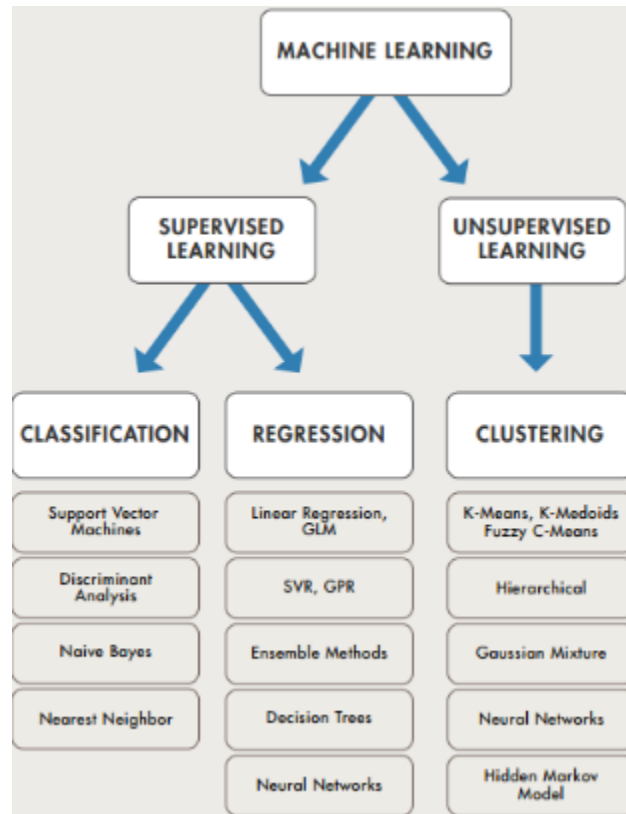 MACHINE LEARNING
SUPERVISED
LEARNING
UNSUPERVISED
LEARNING
CLASSIFICATION
Support Vector
Machines
Discriminant
Analysis
Naive Bayes
Nearest Neighbor
REGRESSION
Linear Regression,
GLM
SVR, GPR
Ensemble Methods
Decision Trees
Neural Networks
CLUSTERING
K-Means, K-Medoids
Fuzzy C-Means
Hierarchical
Gaussian Mixture
Neural Networks
Hidden Markov
Model